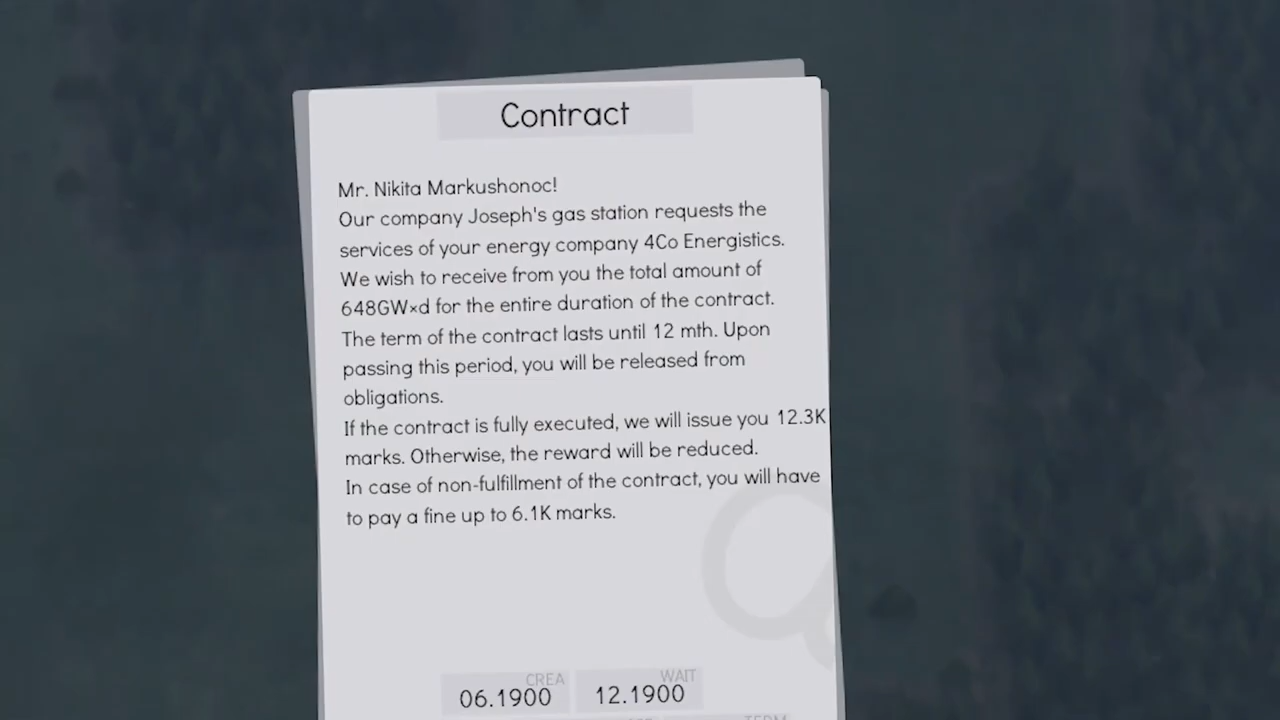 Contract
Mr. Nikita Markushonoc!
Our company Joseph's gas station requests the
services of your energy company 4Co Energistics.
We wish to receive from you the total amount of
648GW×d for the entire duration of the contract.
The term of the contract lasts until 12 mth. Upon
passing this period, you will be released from
obligations.
If the contract is fully executed, we will issue you 12.3K
marks. Otherwise, the reward will be reduced.
In case of non-fulfillment of the contract, you will have
to pay a fine up to 6.1K marks.
CREA WAIT
06.1900 12.1900
TERM